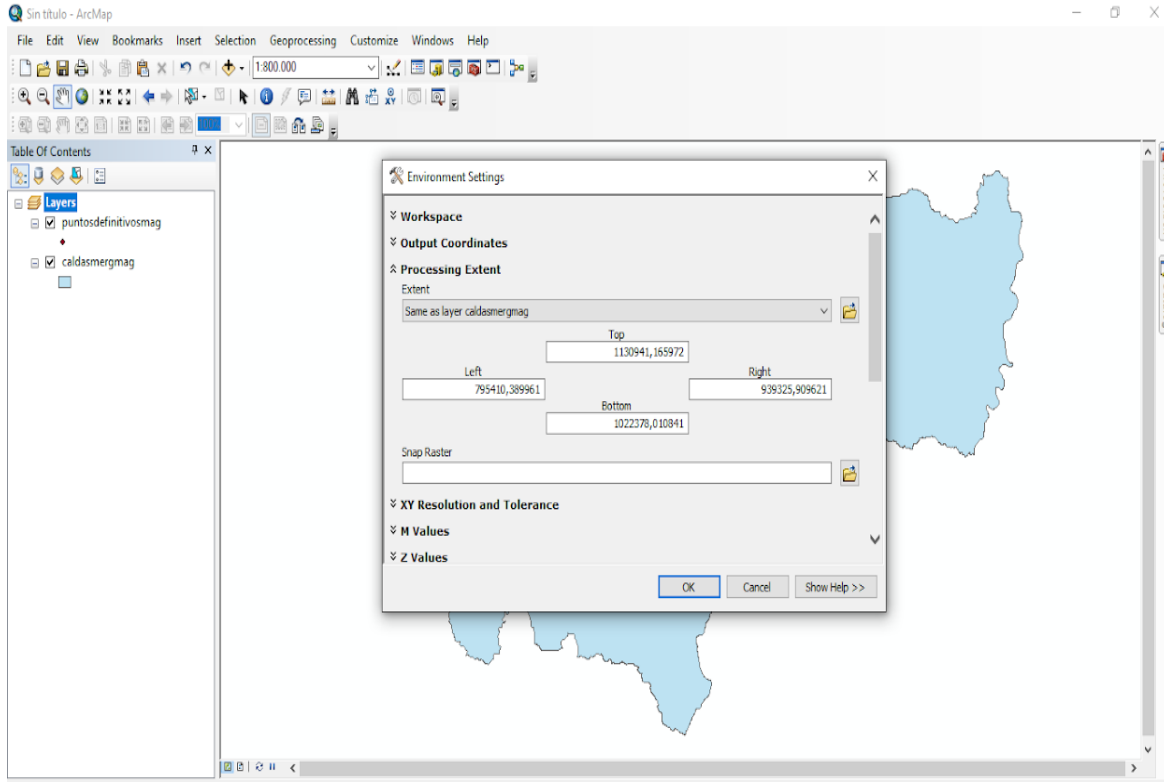 Sin título - ArcMap
File Edit View Bookmarks Insert Selection Geoprocessing Customize Windows Help
1:800.000
Table Of Contents
Layers
puntosdefinitivosmag
caldasmergmag
Environment Settings
Workspace
Output Coordinates
Processing Extent
Extent
Same as layer caldasmergmag
Top
1130941,165972
Left Right
795410,389961 939325,909621
Bottom
1022378,010841
Snap Raster
XY Resolution and Tolerance
M Values
Z Values
OK Cancel Show Help >>